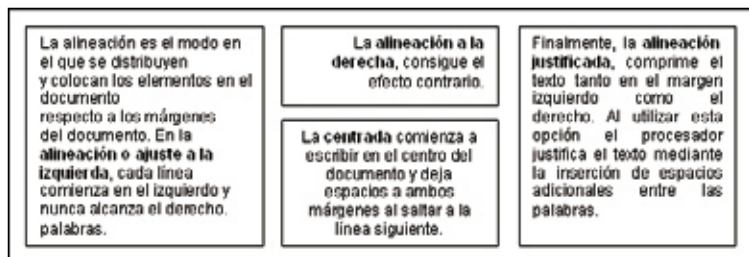 La alineación es el modo en
el que se distribuyen
y colocan los elementos en el
documento
respecto a los márgenes
del documento. En la
alineación o ajuste a la
izquierda, cada línea
comienza en el izquierdo y
nunca alcanza el derecho.
palabras.
La alineación a la
derecha, consigue el
efecto contrario.
La centrada comienza a
escribir en el centro del
documento y deja
espacios a ambos
márgenes al saltar a la
línea siguiente.
Finalmente, la alineación
justificada, comprime el
texto tanto en el margen
izquierdo como el
derecho. Al utilizar esta
opción el procesador
justifica el texto mediante
la inserción de espacios
adicionales entre las
palabras.